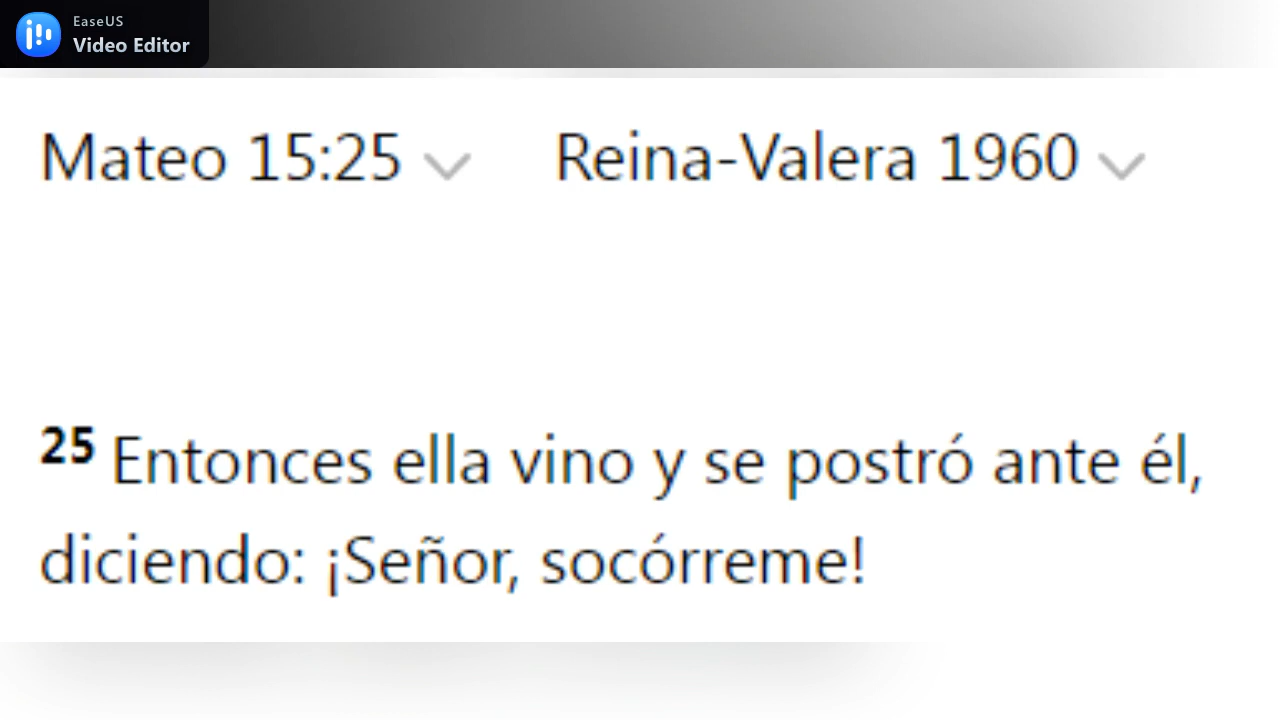 EaseUS
Video Editor
Mateo 15:25 Reina-Valera 1960
25 Entonces ella vino y se postró ante él,
diciendo: ¡Señor, socórreme!